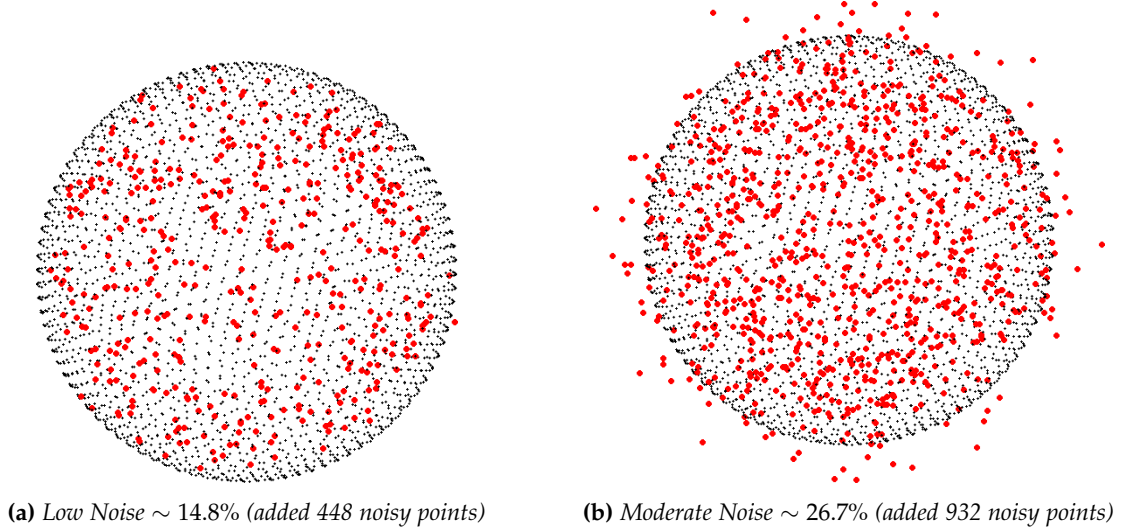 (a) Low Noise ∼ 14.8% (added 448 noisy points)
(b) Moderate Noise ∼ 26.7% (added 932 noisy points)